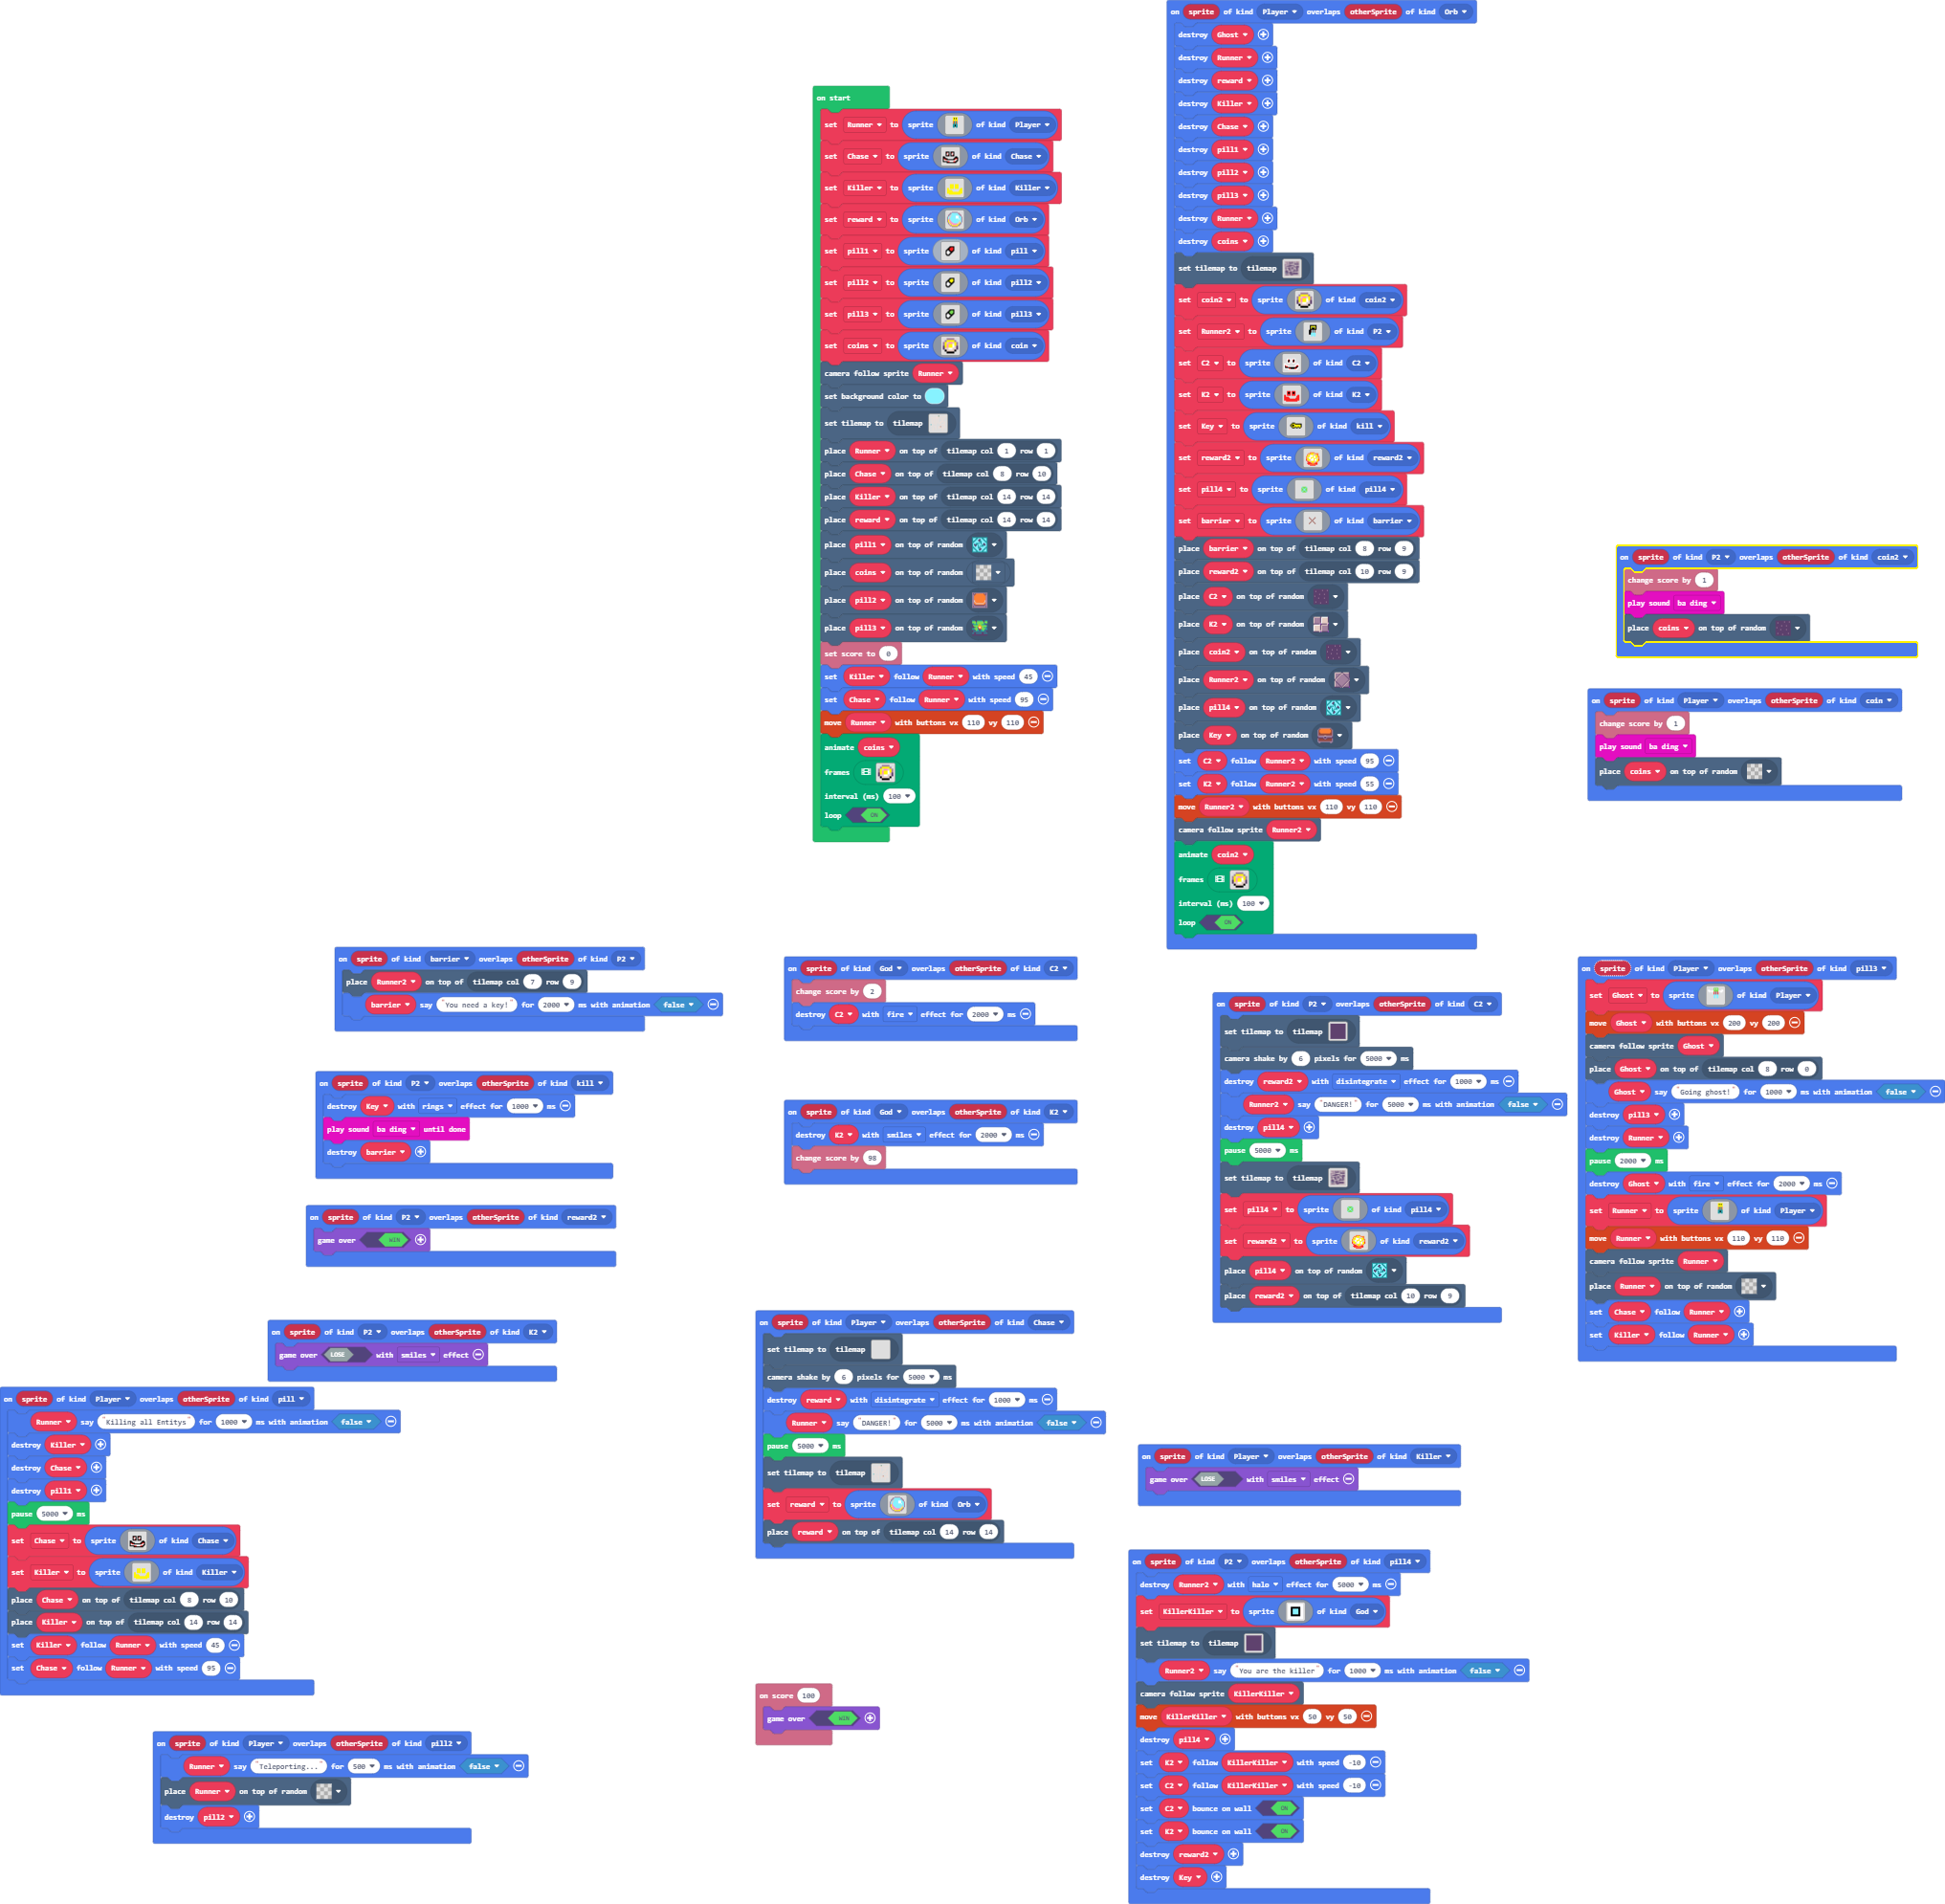 on start
set Runner to sprite of kind Player
set Chase to sprite of kind Chase
set Killer to sprite of kind Killer
set reward to sprite of kind Orb
set pill1 to sprite of kind pill
set pill2 to sprite of kind pill2
set pill3 to sprite of kind pill3
set coins to sprite of kind coin
camera follow sprite Runner
set background color to
set tilemap to tilemap
place Runner on top of tilemap col 1 row 1
place Chase on top of tilemap col 8 row 10
place Killer on top of tilemap col 14 row 14
place reward on top of tilemap col 14 row 14
place pill1 on top of random
place coins on top of random
place pill2 on top of random
place pill3 on top of random
set score to 0
set Killer follow Runner with speed 45
set Chase follow Runner with speed 95
move Runner with buttons vx 110 vy 110
animate coins
frames
interval (ms) 100
loop ON
on sprite of kind Player overlaps otherSprite of kind Orb
destroy Ghost
destroy Runner
destroy reward
destroy Killer
destroy Chase
destroy pill1
destroy pill2
destroy pill3
destroy Runner
destroy coins
set tilemap to tilemap
set coin2 to sprite of kind coin2
set Runner2 to sprite of kind P2
set C2 to sprite of kind C2
set K2 to sprite of kind K2
set Key to sprite of kind kill
set reward2 to sprite of kind reward2
set pill4 to sprite of kind pill4
set barrier to sprite of kind barrier
place barrier on top of tilemap col 8 row 9
place reward2 on top of tilemap col 10 row 9
place C2 on top of random
place K2 on top of random
place coin2 on top of random
place Runner2 on top of random
place pill4 on top of random
place Key on top of random
set C2 follow Runner2 with speed 95
set K2 follow Runner2 with speed 55
move Runner2 with buttons vx 110 vy 110
camera follow sprite Runner2
animate coin2
frames
interval (ms) 100
loop ON
on sprite of kind P2 overlaps otherSprite of kind coin2
change score by 1
play sound ba ding
place coins on top of random
on sprite of kind Player overlaps otherSprite of kind coin
change score by 1
play sound ba ding
place coins on top of random
on sprite of kind barrier overlaps otherSprite of kind P2
place Runner2 on top of tilemap col 7 row 9
barrier say "You need a key!" for 2000 ms with animation false
on sprite of kind P2 overlaps otherSprite of kind kill
destroy Key with rings effect for 1000 ms
play sound ba ding until done
destroy barrier
on sprite of kind P2 overlaps otherSprite of kind reward2
game over WIN
on sprite of kind P2 overlaps otherSprite of kind K2
game over LOSE with smiles effect
on sprite of kind Player overlaps otherSprite of kind pill
Runner say "Killing all Entitys" for 1000 ms with animation false
destroy Killer
destroy Chase
destroy pill1
pause 5000 ms
set Chase to sprite of kind Chase
set Killer to sprite of kind Killer
place Chase on top of tilemap col 8 row 10
place Killer on top of tilemap col 14 row 14
set Killer follow Runner with speed 45
set Chase follow Runner with speed 95
on sprite of kind Player overlaps otherSprite of kind pill2
Runner say "Teleporting..." for 500 ms with animation false
place Runner on top of random
destroy pill2
on sprite of kind God overlaps otherSprite of kind C2
change score by 2
destroy C2 with fire effect for 2000 ms
on sprite of kind God overlaps otherSprite of kind K2
destroy K2 with smiles effect for 2000 ms
change score by 98
on sprite of kind Player overlaps otherSprite of kind Chase
set tilemap to tilemap
camera shake by 6 pixels for 5000 ms
destroy reward with disintegrate effect for 1000 ms
Runner say "DANGER!" for 5000 ms with animation false
pause 5000 ms
set tilemap to tilemap
set reward to sprite of kind Orb
place reward on top of tilemap col 14 row 14
on score 100
game over WIN
on sprite of kind P2 overlaps otherSprite of kind C2
set tilemap to tilemap
camera shake by 6 pixels for 5000 ms
destroy reward2 with disintegrate effect for 1000 ms
Runner2 say "DANGER!" for 5000 ms with animation false
destroy pill4
pause 5000 ms
set tilemap to tilemap
set pill4 to sprite of kind pill4
set reward2 to sprite of kind reward2
place pill4 on top of random
place reward2 on top of tilemap col 10 row 9
on sprite of kind Player overlaps otherSprite of kind Killer
game over LOSE with smiles effect
on sprite of kind P2 overlaps otherSprite of kind pill4
destroy Runner2 with halo effect for 5000 ms
set KillerKiller to sprite of kind God
set tilemap to tilemap
Runner2 say "You are the killer" for 1000 ms with animation false
camera follow sprite KillerKiller
move KillerKiller with buttons vx 50 vy 50
destroy pill4
set K2 follow KillerKiller with speed -10
set C2 follow KillerKiller with speed -10
set C2 bounce on wall ON
set K2 bounce on wall ON
destroy reward2
destroy Key
on sprite of kind Player overlaps otherSprite of kind pill3
set Ghost to sprite of kind Player
move Ghost with buttons vx 200 vy 200
camera follow sprite Ghost
place Ghost on top of tilemap col 8 row 0
Ghost say "Going ghost!" for 1000 ms with animation false
destroy pill3
destroy Runner
pause 2000 ms
destroy Ghost with fire effect for 2000 ms
set Runner to sprite of kind Player
move Runner with buttons vx 110 vy 110
camera follow sprite Runner
place Runner on top of random
set Chase follow Runner
set Killer follow Runner